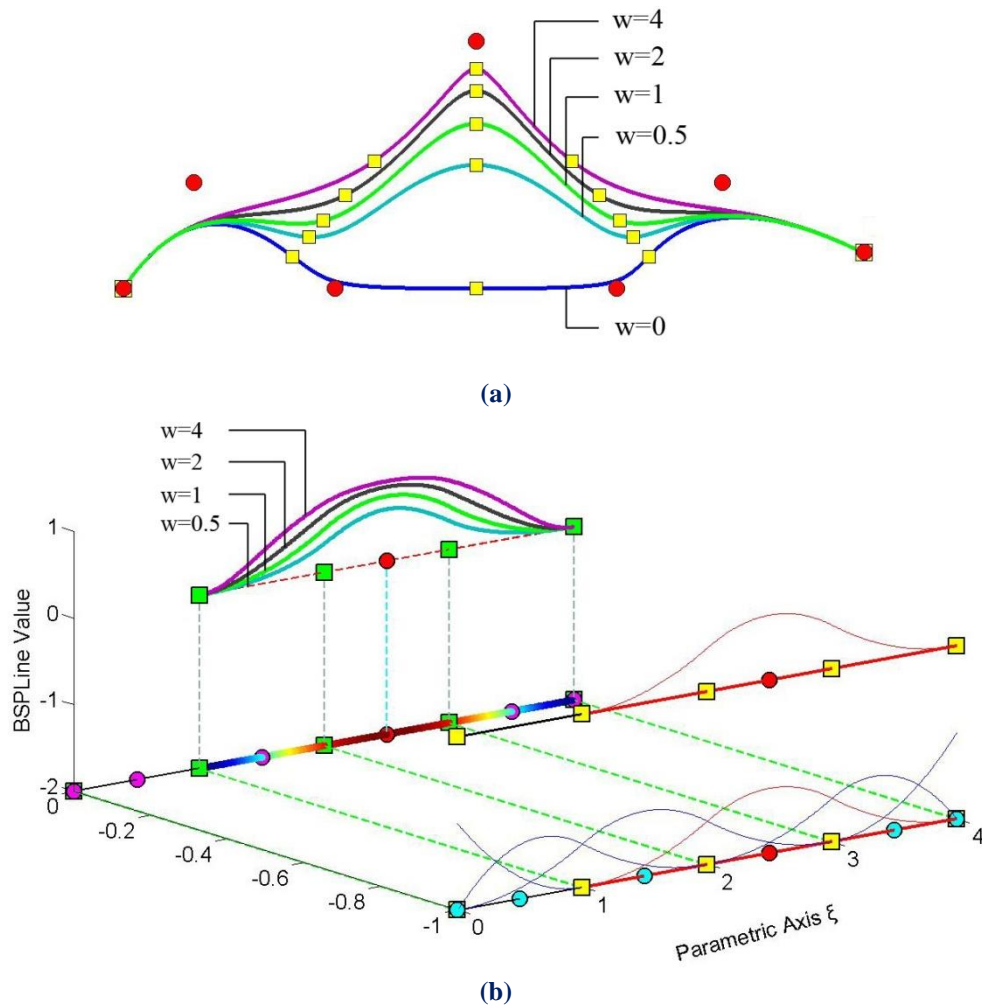 w=4
w=2
w=1
w=0.5
w=0
(a)
w=4
w=2
w=1
w=0.5
1
0
-1
-2
BSPLine Value
0
-0.2
-0.4
-0.6
-0.8
-1
0
1
2
3
4
Parametric Axis ξ
(b)